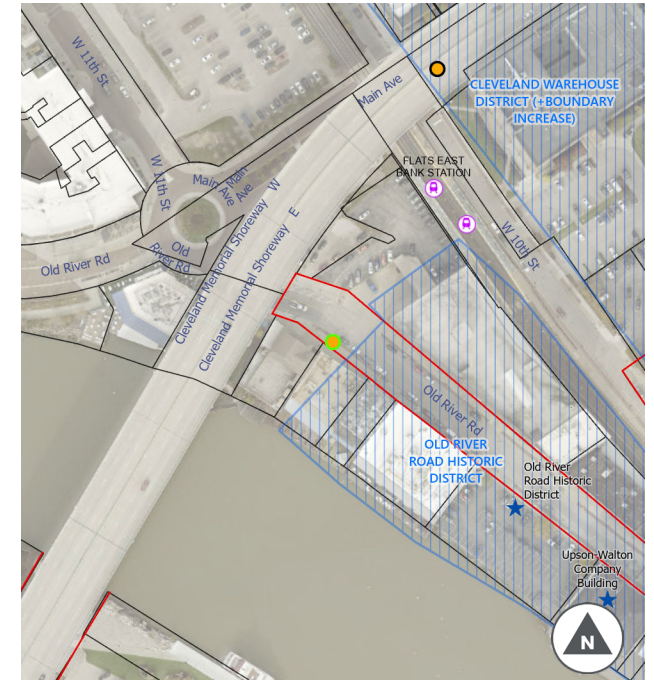 W 11th St
Main Ave
CLEVELAND WAREHOUSE
DISTRICT (+BOUNDARY
INCREASE)
FLATS EAST
BANK STATION
W 11th St
Main Ave
Main
Ave
W 10th St
Old River Rd
Old
River Rd
Cleveland Memorial Shoreway W
Cleveland Memorial Shoreway E
Old River Rd
OLD RIVER
ROAD HISTORIC
DISTRICT
Old River
Road Historic
District
Upson-Walton
Company
Building
N